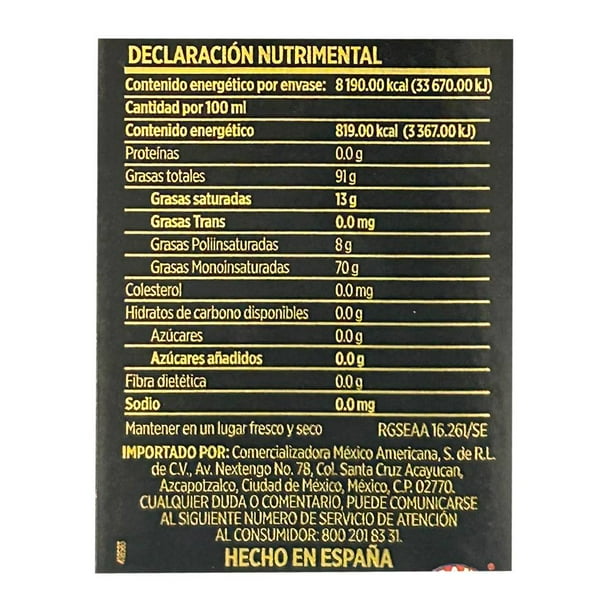 DECLARACIÓN NUTRIMENTAL
Contenido energético por envase: 8 190.00 kcal (33 670.00 kJ)
Cantidad por 100 ml
Contenido energético 819.00 kcal (3 367.00 kJ)
Proteínas 0.0 g
Grasas totales 91 g
Grasas saturadas 13 g
Grasas Trans 0.0 mg
Grasas Poliinsaturadas 8 g
Grasas Monoinsaturadas 70 g
Colesterol 0.0 mg
Hidratos de carbono disponibles 0.0 g
Azúcares 0.0 g
Azúcares añadidos 0.0 g
Fibra dietética 0.0 g
Sodio 0.0 mg
Mantener en un lugar fresco y seco RGSEAA 16.261/SE
IMPORTADO POR: Comercializadora México Americana, S. de R.L.
de C.V., Av. Nextengo No. 78, Col. Santa Cruz Acayucan,
Azcapotzalco, Ciudad de México, México, C.P. 02770.
CUALQUIER DUDA O COMENTARIO, PUEDE COMUNICARSE
AL SIGUIENTE NÚMERO DE SERVICIO DE ATENCIÓN
AL CONSUMIDOR: 800 201 83 31.
HECHO EN ESPAÑA